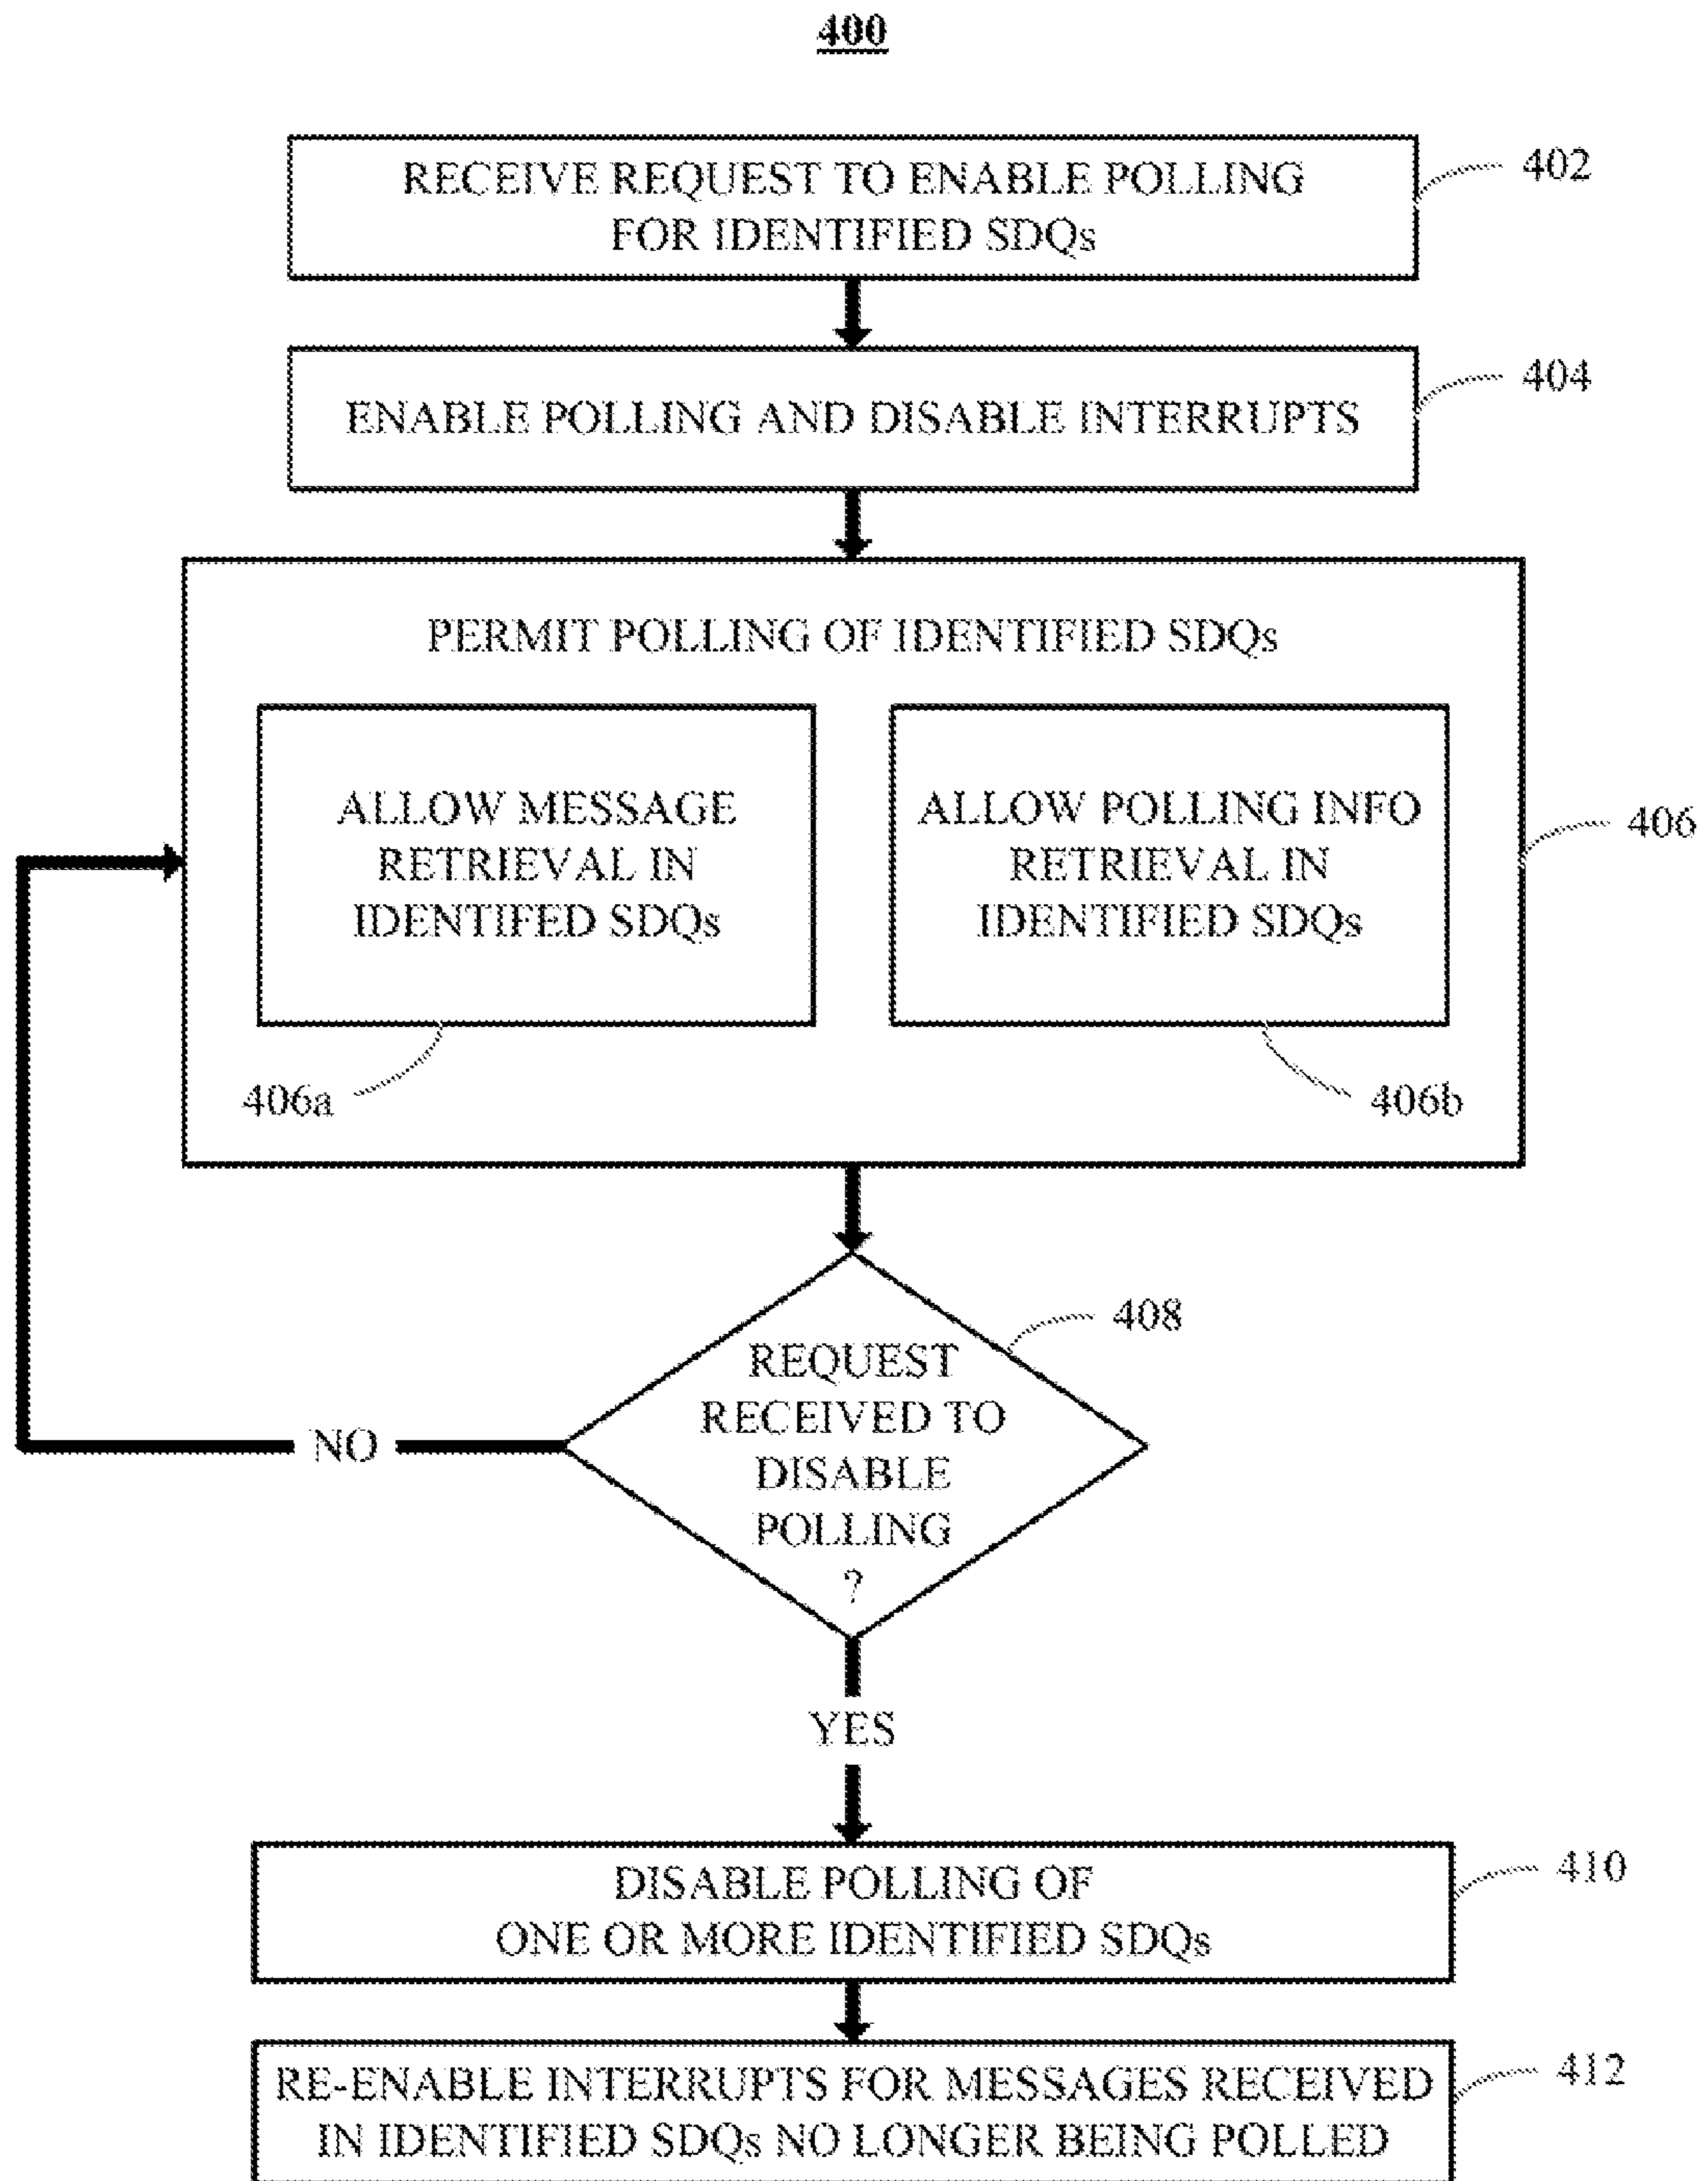 400
RECEIVE REQUEST TO ENABLE POLLING
FOR IDENTIFIED SDQs
402
ENABLE POLLING AND DISABLE INTERRUPTS
404
PERMIT POLLING OF IDENTIFIED SDQs
ALLOW MESSAGE
RETRIEVAL IN
IDENTIFED SDQs
ALLOW POLLING INFO
RETRIEVAL IN
IDENTIFIED SDQs
406
406a
406b
REQUEST
RECEIVED TO
DISABLE
POLLING
?
408
NO
YES
DISABLE POLLING OF
ONE OR MORE IDENTIFIED SDQs
410
RE-ENABLE INTERRUPTS FOR MESSAGES RECEIVED
IN IDENTIFIED SDQs NO LONGER BEING POLLED
412